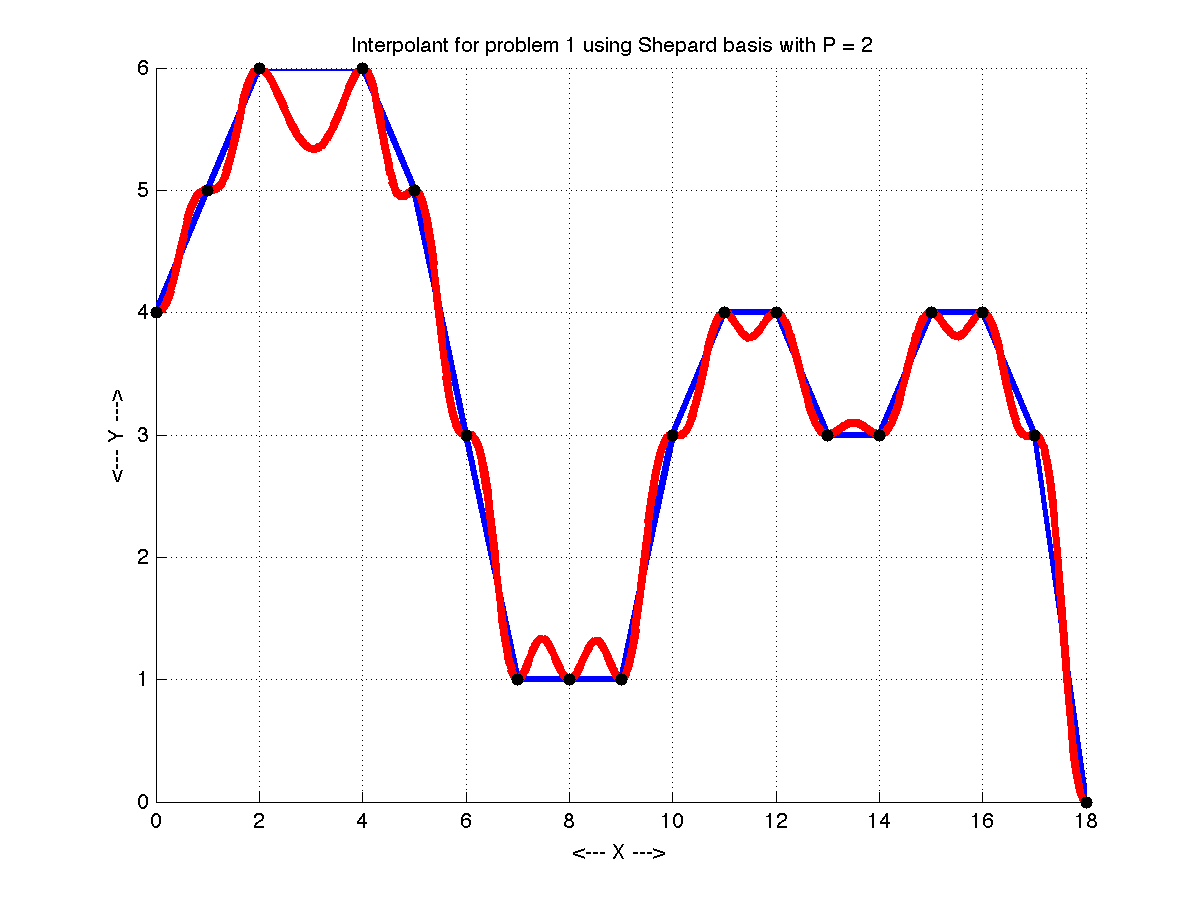 Interpolant for problem 1 using Shepard basis with P = 2
6
5
4
3
2
1
0
<--- Y --->
0 2 4 6 8 10 12 14 16 18
<--- X --->